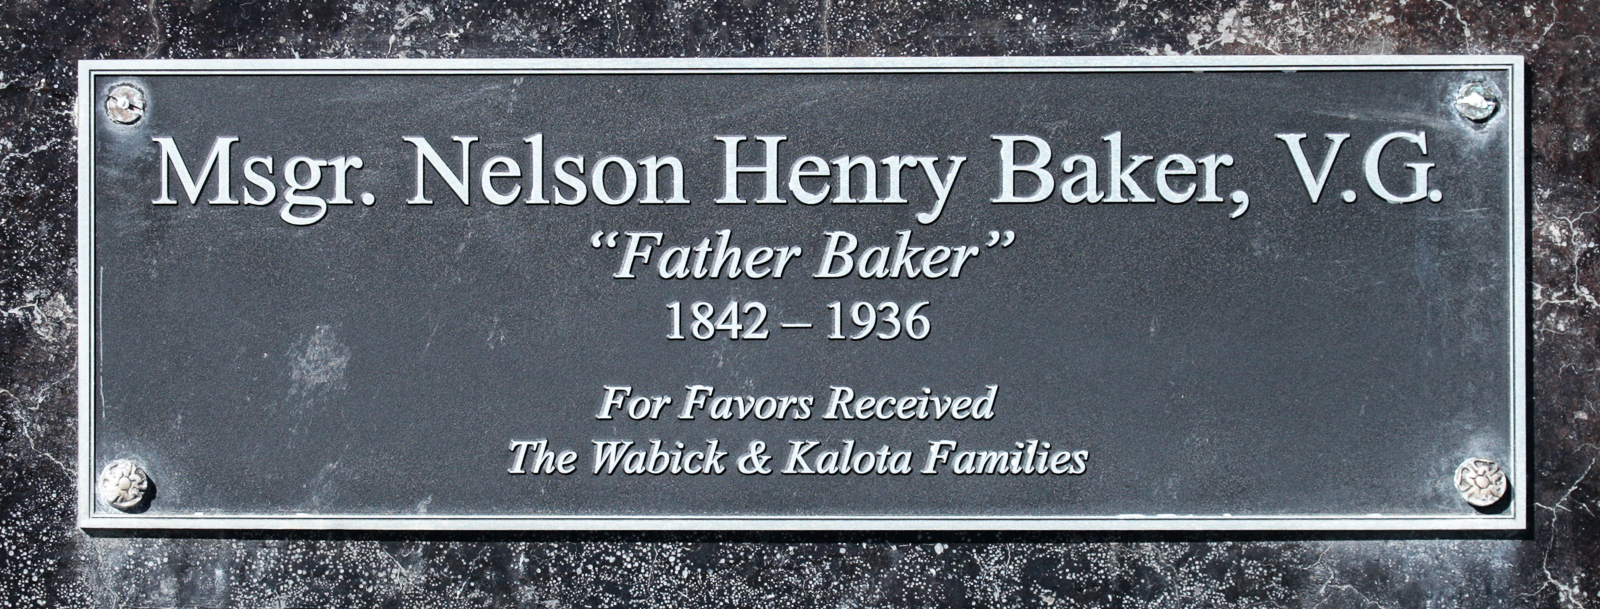 Msgr. Nelson Henry Baker, V.G.
“Father Baker”
1842 – 1936
For Favors Received
The Wabick & Kalota Families